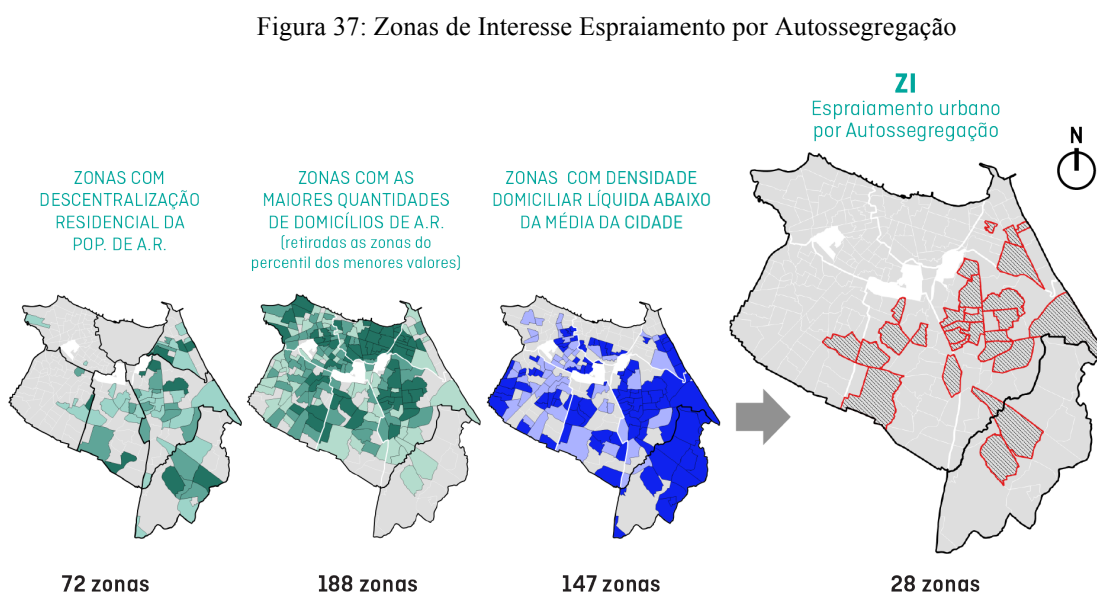 Figura 37: Zonas de Interesse Espraiamento por Autossegregação
ZI
Espraiamento urbano
por Autossegregação
N
ZONAS COM
DESCENTRALIZAÇÃO
RESIDENCIAL DA
POP. DE A.R.
ZONAS COM AS
MAIORES QUANTIDADES
DE DOMICÍLIOS DE A.R.
(retiradas as zonas do
percentil dos menores valores)
ZONAS COM DENSIDADE
DOMICILIAR LÍQUIDA ABAIXO
DA MÉDIA DA CIDADE
72 zonas
188 zonas
147 zonas
28 zonas